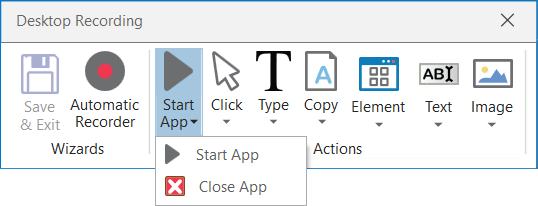 Desktop Recording
Save
& Exit
Automatic
Recorder
Start
App
Click
Type
Copy
Element
Text
Image
Wizards
Actions
Start App
Close App